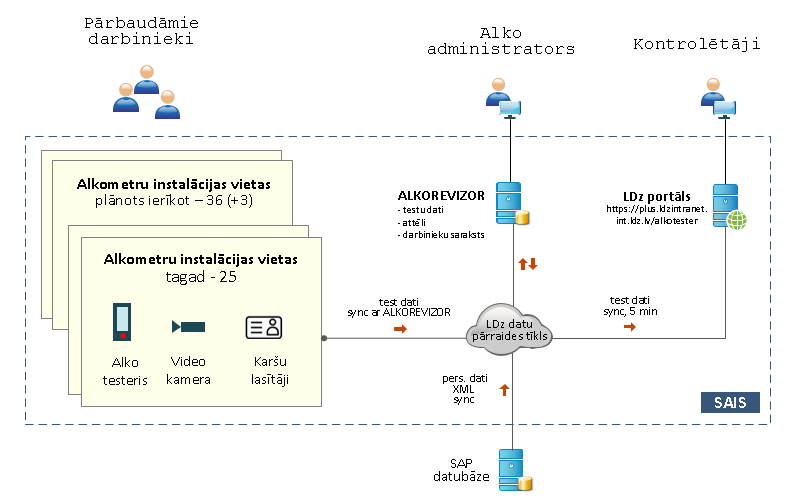 Pārbaudāmie
darbinieki
Alko
administrators
Kontrolētāji
Alkometru instalācijas vietas
plānots ierīkot – 36 (+3)
Alkometru instalācijas vietas
tagad - 25
Alko
testeris
Video
kamera
Karšu
lasītāji
ALKOREVIZOR
- testu dati
- attēli
- darbinieku saraksts
LDz portāls
https://plus.ldzintranet.
int.ldz.lv/alkotester
test dati
sync ar ALKOREVIZOR
LDz datu
pārraides tīkls
test dati
sync, 5 min
pers. dati
XML
sync
SAIS
SAP
datubāze